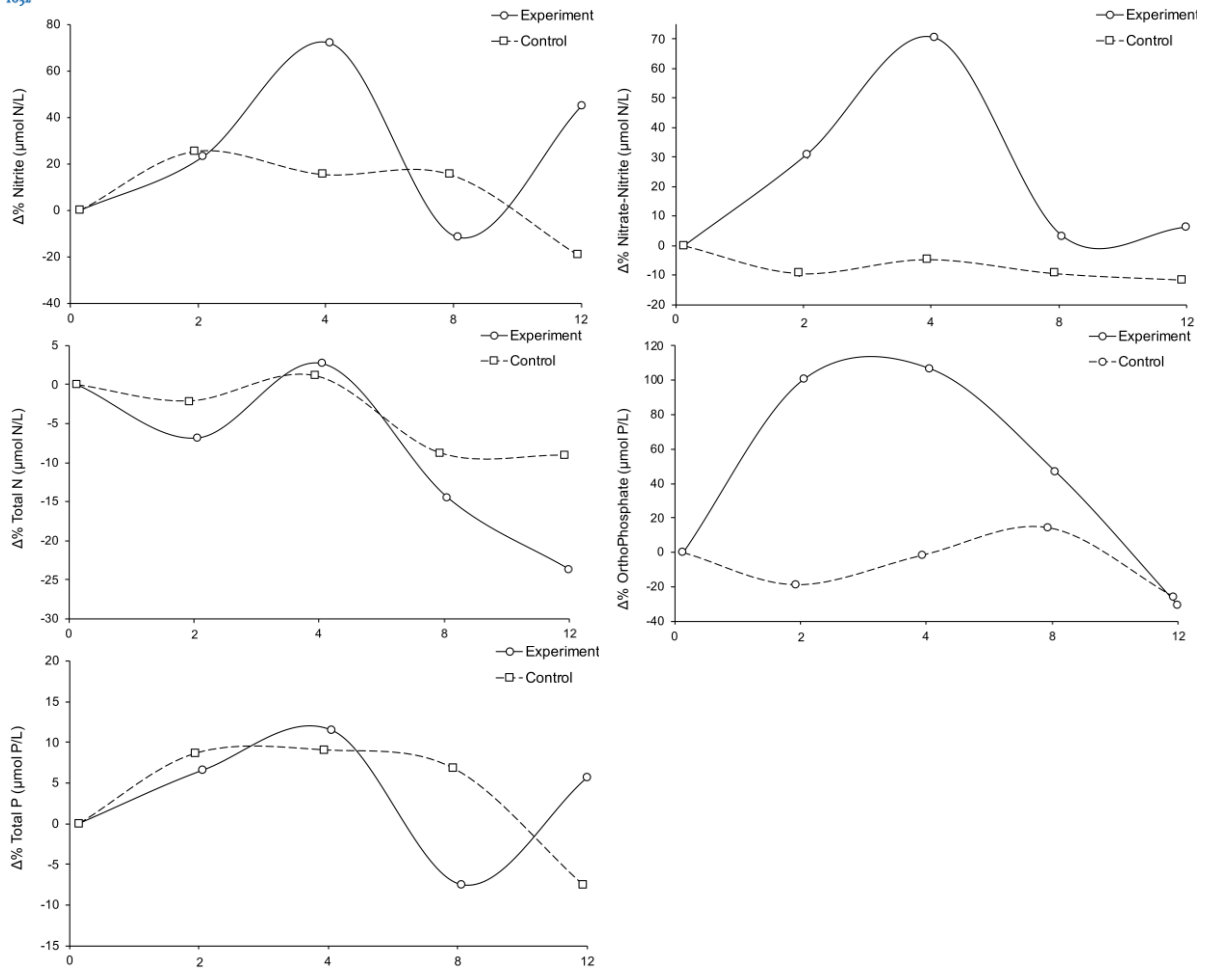 Experiment
Control
80
60
40
20
0
-20
-40
0 2 4 8 12
Δ% Nitrite (µmol N/L)
Experiment
Control
70
60
50
40
30
20
10
0
-10
-20
0 2 4 8 12
Δ% Nitrate-Nitrite (µmol N/L)
Experiment
Control
5
0
-5
-10
-15
-20
-25
-30
0 2 4 8 12
Δ% Total N (µmol N/L)
Experiment
Control
120
100
80
60
40
20
0
-20
-40
0 2 4 8 12
Δ% OrthoPhosphate (µmol P/L)
Experiment
Control
20
15
10
5
0
-5
-10
-15
0 2 4 8 12
Δ% Total P (µmol P/L)